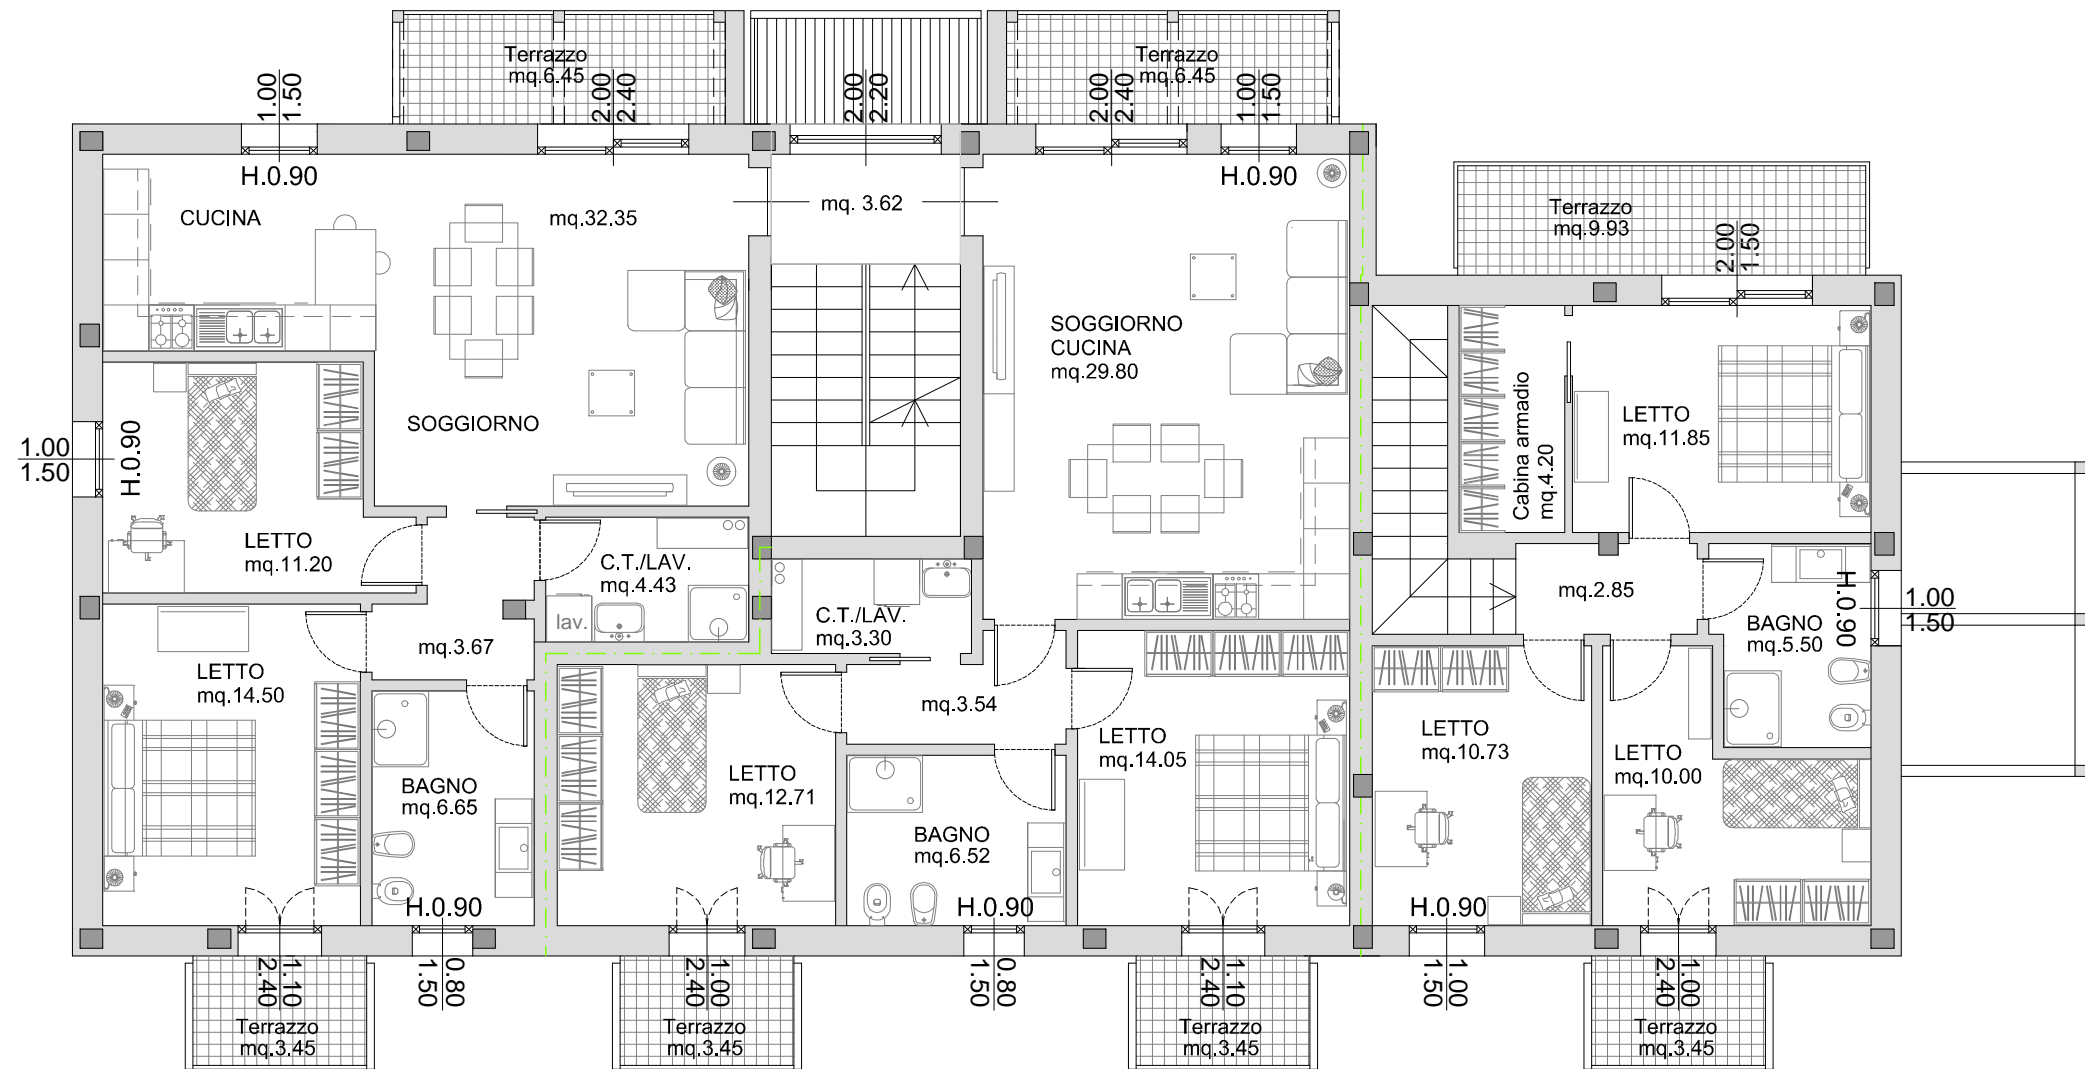 Terrazzo
mq.6.45
1.00
1.50
2.00
2.40
2.00
2.20
Terrazzo
mq.6.45
2.00
2.40
1.00
1.50
H.0.90
CUCINA
mq.32.35
mq. 3.62
H.0.90
Terrazzo
mq.9.93
2.00
1.50
SOGGIORNO
CUCINA
mq.29.80
SOGGIORNO
1.00
1.50
H.0.90
LETTO
mq.11.20
C.T./LAV.
mq.4.43
lav.
C.T./LAV.
mq.3.30
Cabina armadio
mq.4.20
LETTO
mq.11.85
mq.2.85
BAGNO
mq.5.50
H.0.90
1.00
1.50
LETTO
mq.14.50
mq.3.67
BAGNO
mq.6.65
LETTO
mq.12.71
mq.3.54
BAGNO
mq.6.52
LETTO
mq.14.05
LETTO
mq.10.73
LETTO
mq.10.00
H.0.90
H.0.90
H.0.90
1.10
2.40
0.80
1.50
1.00
2.40
0.80
1.50
1.10
2.40
1.00
1.50
1.00
2.40
Terrazzo
mq.3.45
Terrazzo
mq.3.45
Terrazzo
mq.3.45
Terrazzo
mq.3.45